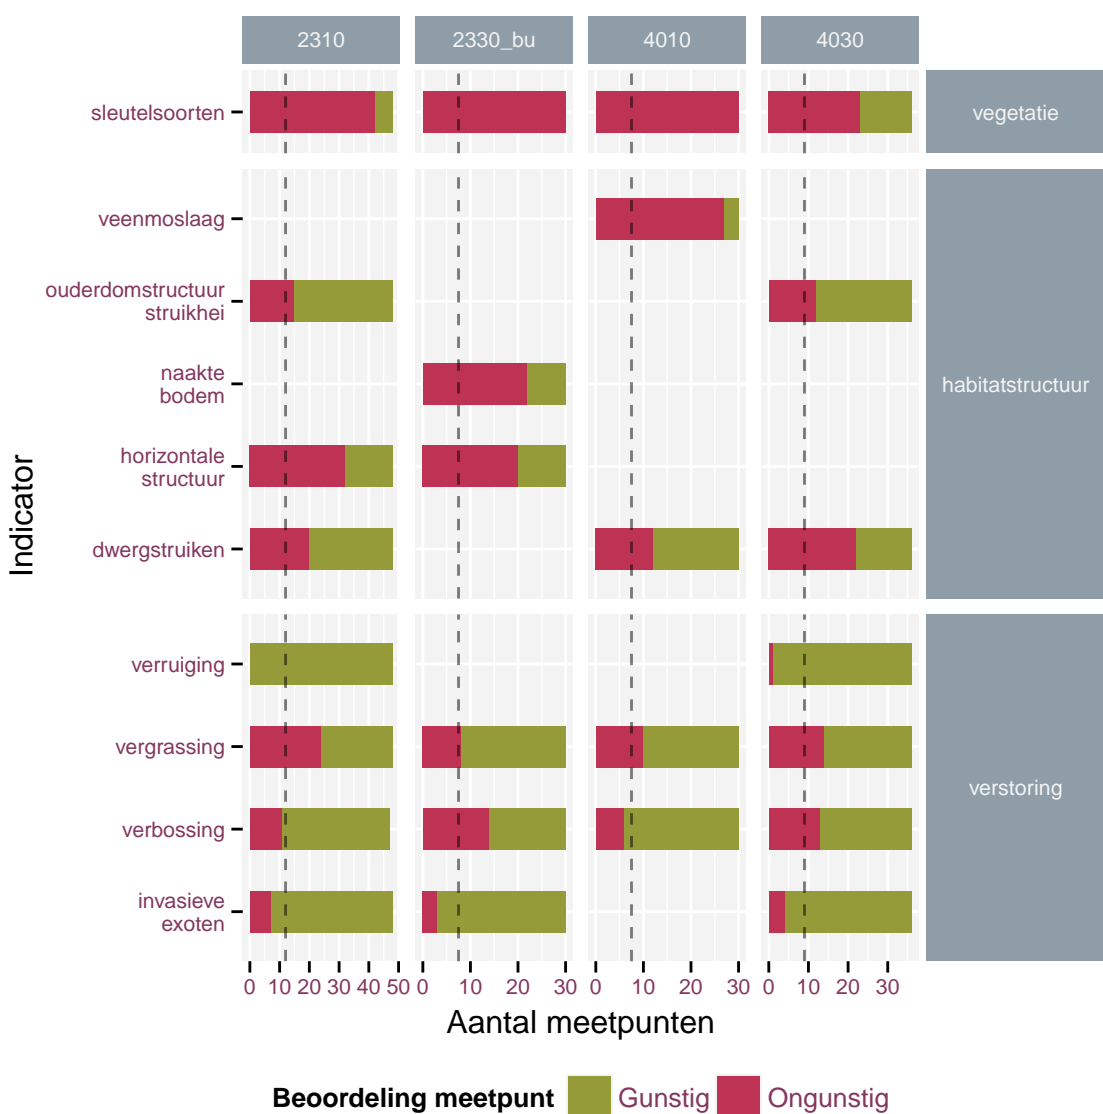 2310 2330_bu 4010 4030
sleutelsoorten
vegetatie
veenmoslaag
ouderdomstructuur
struikhei
naakte
bodem
habitatstructuur
horizontale
structuur
dwergstruiken
Indicator
verruiging
vergrassing
verstoring
verbossing
invasieve
exoten
0 10 20 30 40 50 0 10 20 30 0 10 20 30 0 10 20 30
Aantal meetpunten
Beoordeling meetpunt Gunstig Ongunstig